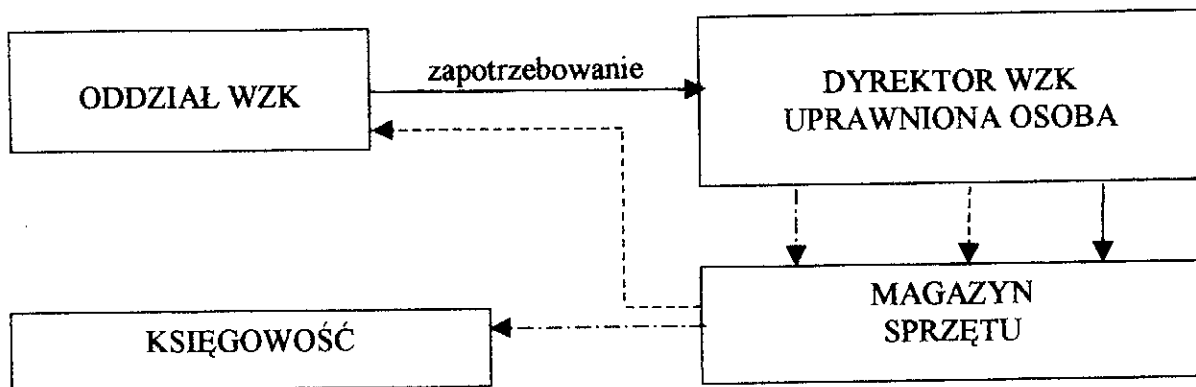 ODDZIAŁ WZK
zapotrzebowanie
DYREKTOR WZK
UPRAWNIONA OSOBA
MAGAZYN
SPRZĘTU
KSIĘGOWOŚĆ